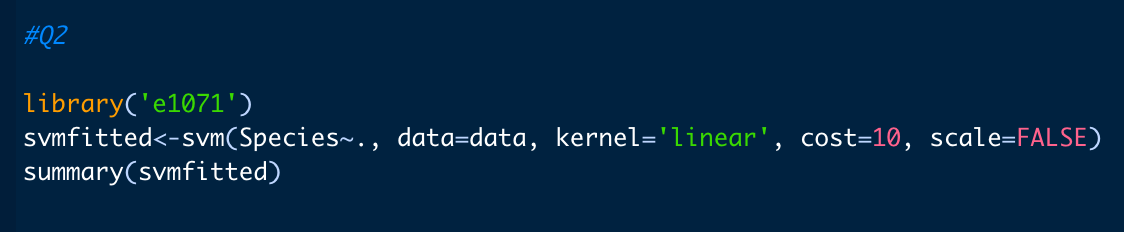 #Q2
library('e1071')
svmfitted<-svm(Species~., data=data, kernel='linear', cost=10, scale=FALSE)
summary(svmfitted)